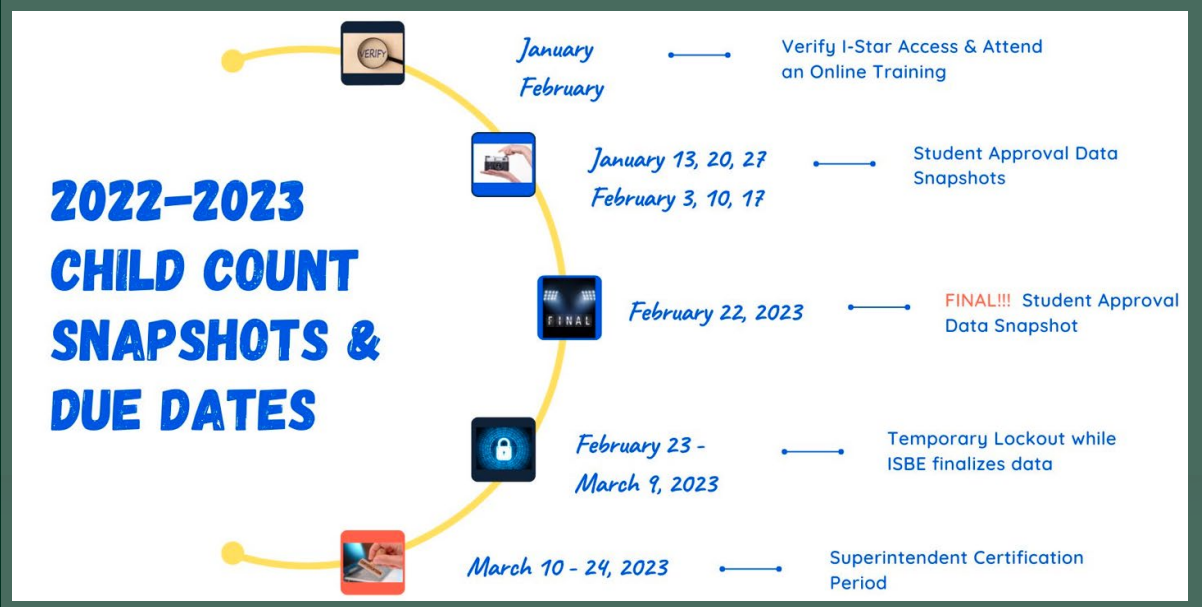 2022-2023
CHILD COUNT
SNAPSHOTS &
DUE DATES
VERIFY
January
February
Verify I-Star Access & Attend
an Online Training
January 13, 20, 27
February 3, 10, 17
Student Approval Data
Snapshots
FINAL
February 22, 2023
FINAL!!! Student Approval
Data Snapshot
February 23 -
March 9, 2023
Temporary Lockout while
ISBE finalizes data
March 10 - 24, 2023
Superintendent Certification
Period